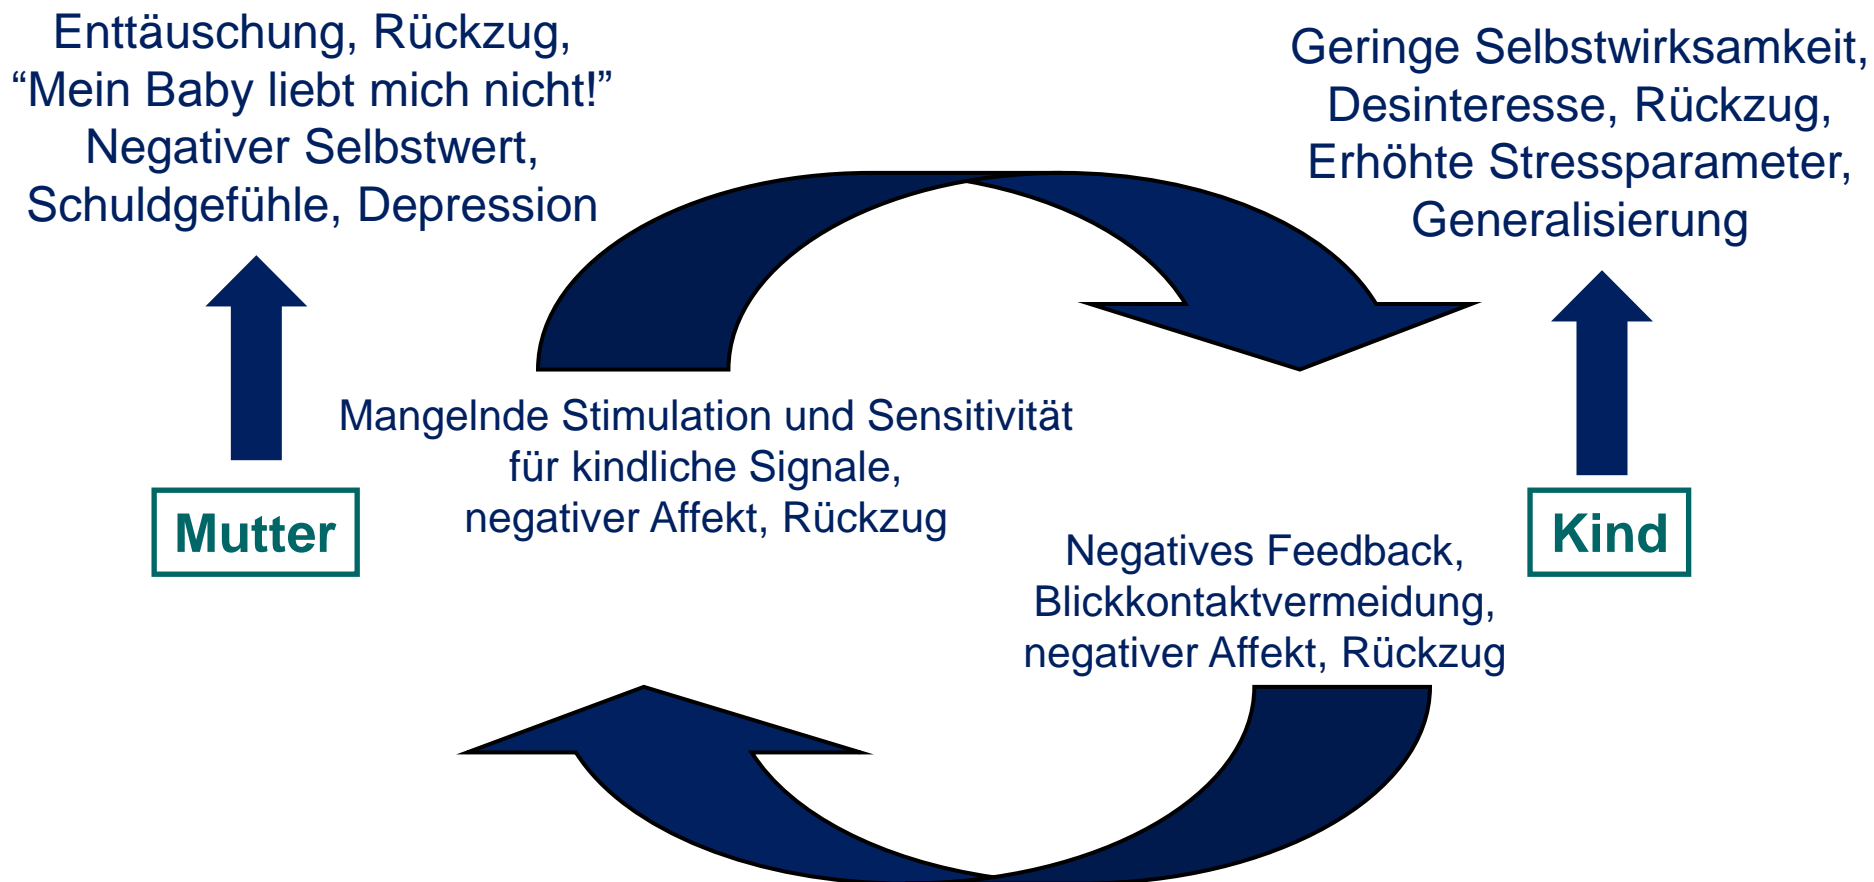 Enttäuschung, Rückzug,
“Mein Baby liebt mich nicht!”
Negativer Selbstwert,
Schuldgefühle, Depression
Geringe Selbstwirksamkeit,
Desinteresse, Rückzug,
Erhöhte Stressparameter,
Generalisierung
Mangelnde Stimulation und Sensitivität
für kindliche Signale,
negativer Affekt, Rückzug
Mutter
Kind
Negatives Feedback,
Blickkontaktvermeidung,
negativer Affekt, Rückzug